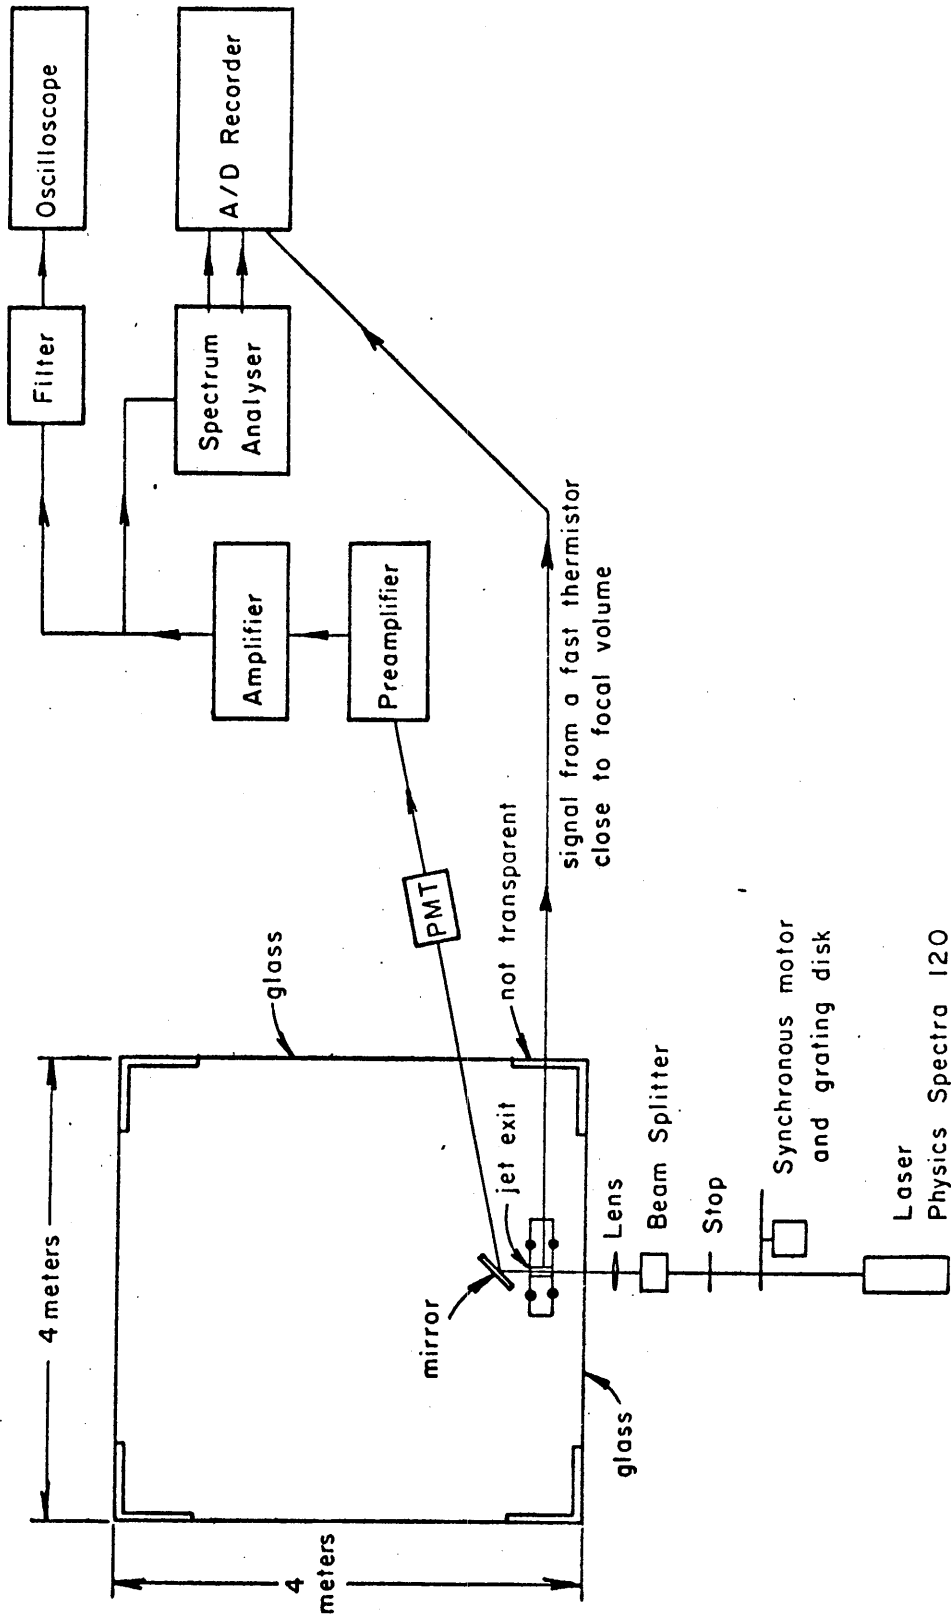 Oscilloscope
A/D Recorder
Filter
Spectrum
Analyser
Amplifier
Preamplifier
signal from a fast thermistor
close to focal volume
PMT
not transparent
glass
jet exit
Lens
Beam Splitter
Stop
Synchronous motor
and grating disk
Laser
Physics Spectra 120
mirror
glass
4 meters
4
meters